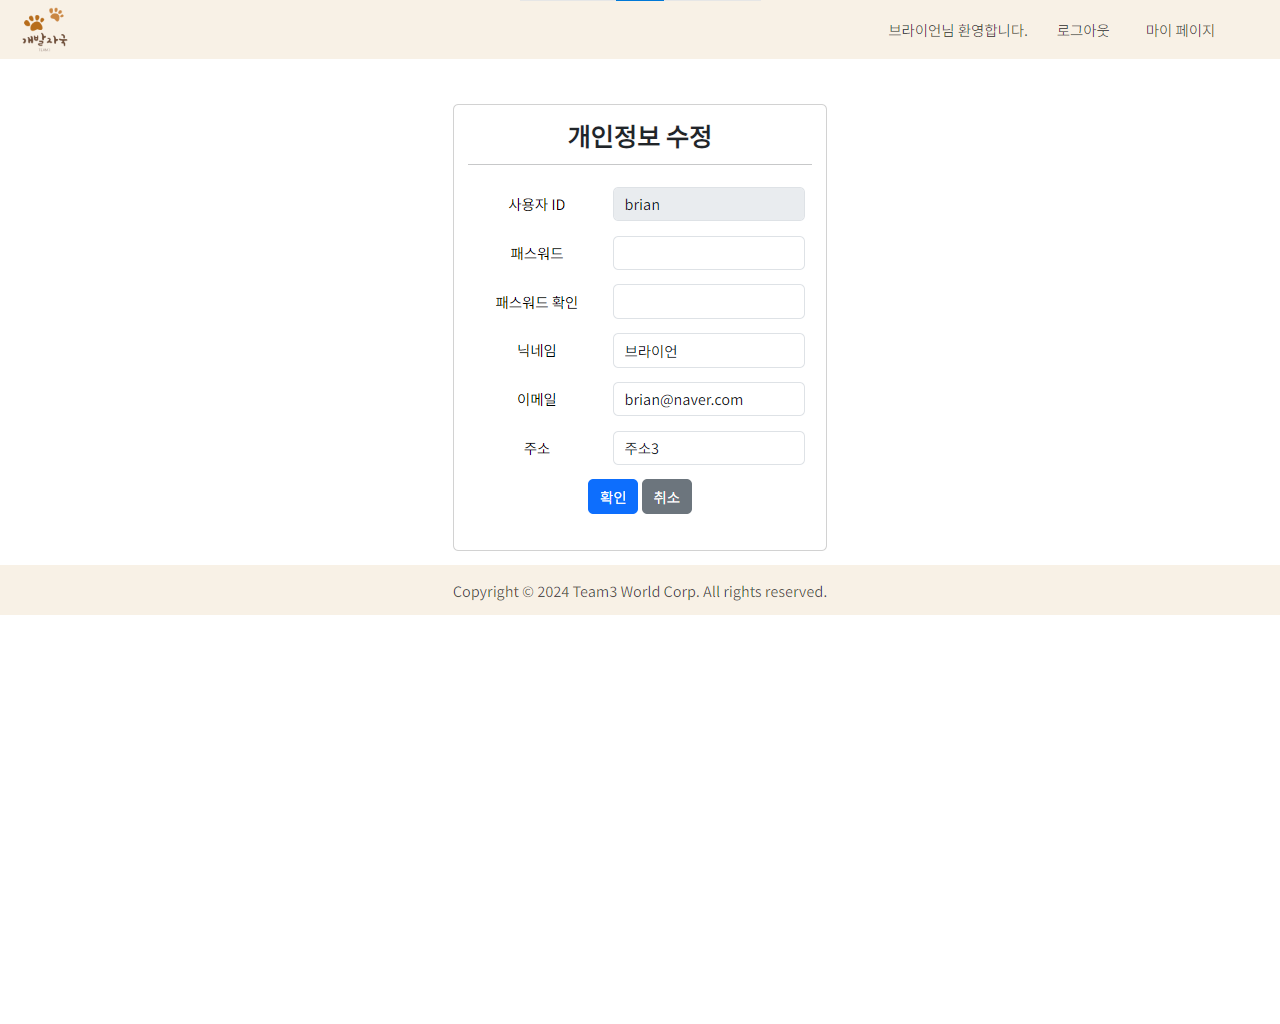 개발자국
브라이언님 환영합니다. 로그아웃 마이 페이지
개인정보 수정
사용자 ID brian
패스워드
패스워드 확인
닉네임 브라이언
이메일 brian@naver.com
주소 주소3
확인 취소
Copyright © 2024 Team3 World Corp. All rights reserved.